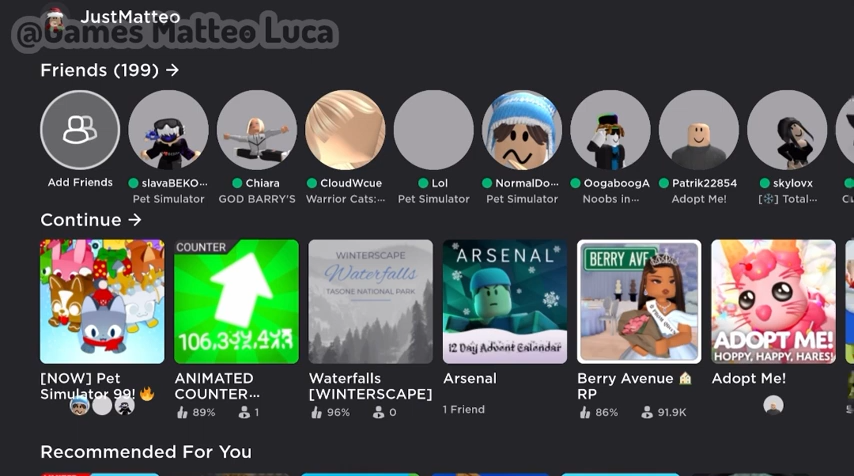 JustMatteo
@Games Matteo Luca
Friends (199) →
Add Friends
slavaBEKO...
Pet Simulator
Chiara
GOD BARRY'S
CloudWcue
Warrior Cats:...
Lol
Pet Simulator
NormalDo...
Pet Simulator
OogaboogA
Noobs in...
Patrik22854
Adopt Me!
skylovx
[❄️] Total...
Continue →
COUNTER
WINTERSCAPE
Waterfalls
TASONE NATIONAL PARK
ARSENAL
12 Day Advent Calendar
BERRY AVE
ADOPT ME!
HOPPY, HAPPY, HARES!
[NOW] Pet
Simulator 99! 🔥
ANIMATED
COUNTER...
89%
1
Waterfalls
[WINTERSCAPE]
96%
0
Arsenal
1 Friend
Berry Avenue 🏠
RP
86%
91.9K
Adopt Me!
Recommended For You